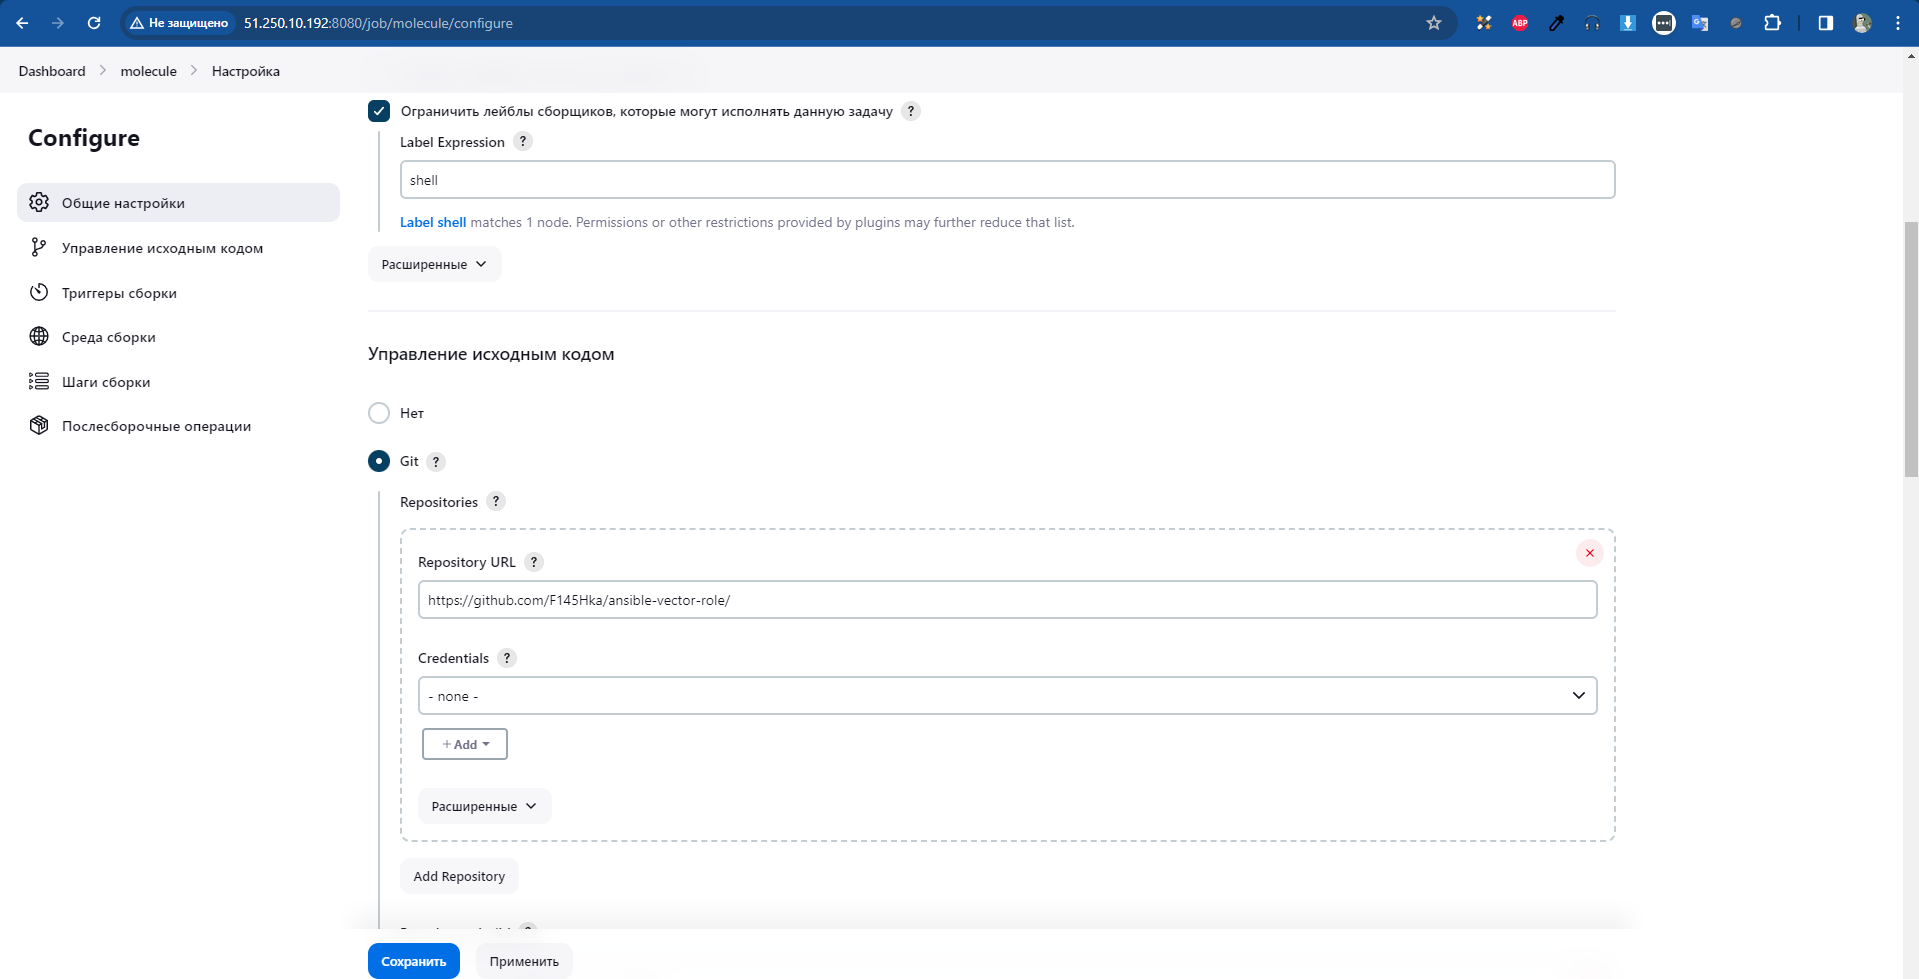 Не защищено 51.250.10.192:8080/job/molecule/configure
ABP
Dashboard molecule Настройка
Configure
Общие настройки
Управление исходным кодом
Триггеры сборки
Среда сборки
Шаги сборки
Послесборочные операции
Ограничить лейблы сборщиков, которые могут исполнять данную задачу ?
Label Expression ?
shell
Label shell matches 1 node. Permissions or other restrictions provided by plugins may further reduce that list.
Расширенные
Управление исходным кодом
Нет
Git ?
Repositories ?
Repository URL ?
https://github.com/F145Hka/ansible-vector-role/
Credentials ?
- none -
+ Add
Расширенные
Add Repository
Сохранить
Применить